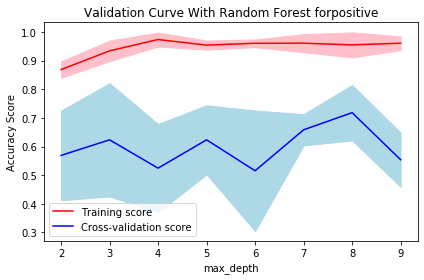 Validation Curve With Random Forest forpositive
Accuracy Score
1.0
0.9
0.8
0.7
0.6
0.5
0.4
0.3
Training score
Cross-validation score
2 3 4 5 6 7 8 9
max_depth